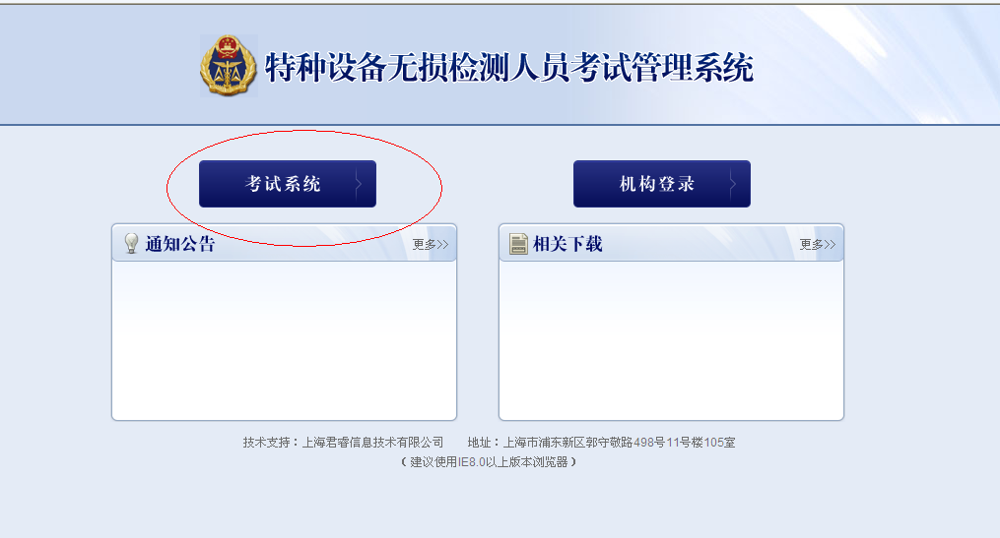 特种设备无损检测人员考试管理系统
考试系统
机构登录
通知公告 更多>>
相关下载 更多>>
技术支持：上海君睿信息技术有限公司 地址：上海市浦东新区郭守敬路498号11号楼105室
（建议使用IE8.0以上版本浏览器）